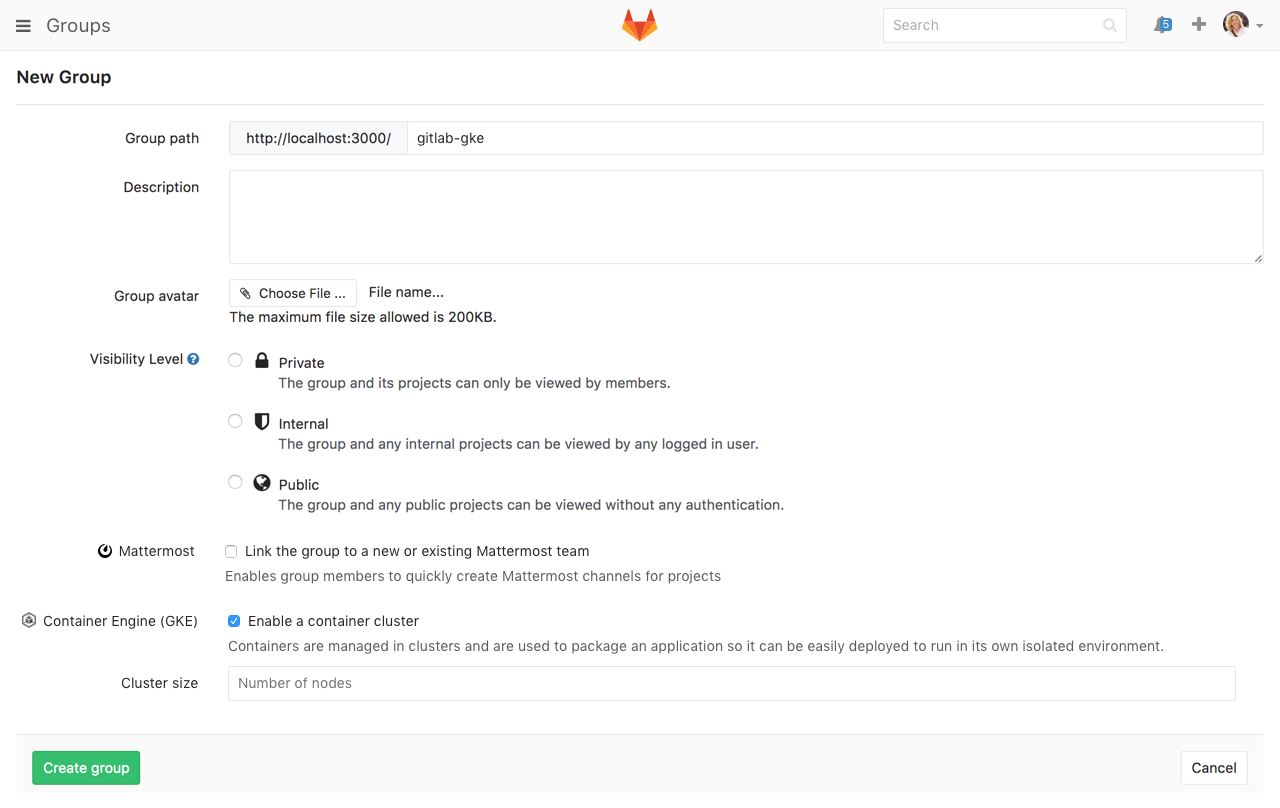 Groups
Search
5
New Group
Group path
http://localhost:3000/
gitlab-gke
Description
Group avatar
Choose File ...
File name...
The maximum file size allowed is 200KB.
Visibility Level ?
Private
The group and its projects can only be viewed by members.
Internal
The group and any internal projects can be viewed by any logged in user.
Public
The group and any public projects can be viewed without any authentication.
Mattermost
Link the group to a new or existing Mattermost team
Enables group members to quickly create Mattermost channels for projects
Container Engine (GKE)
Enable a container cluster
Containers are managed in clusters and are used to package an application so it can be easily deployed to run in its own isolated environment.
Cluster size
Number of nodes
Create group
Cancel